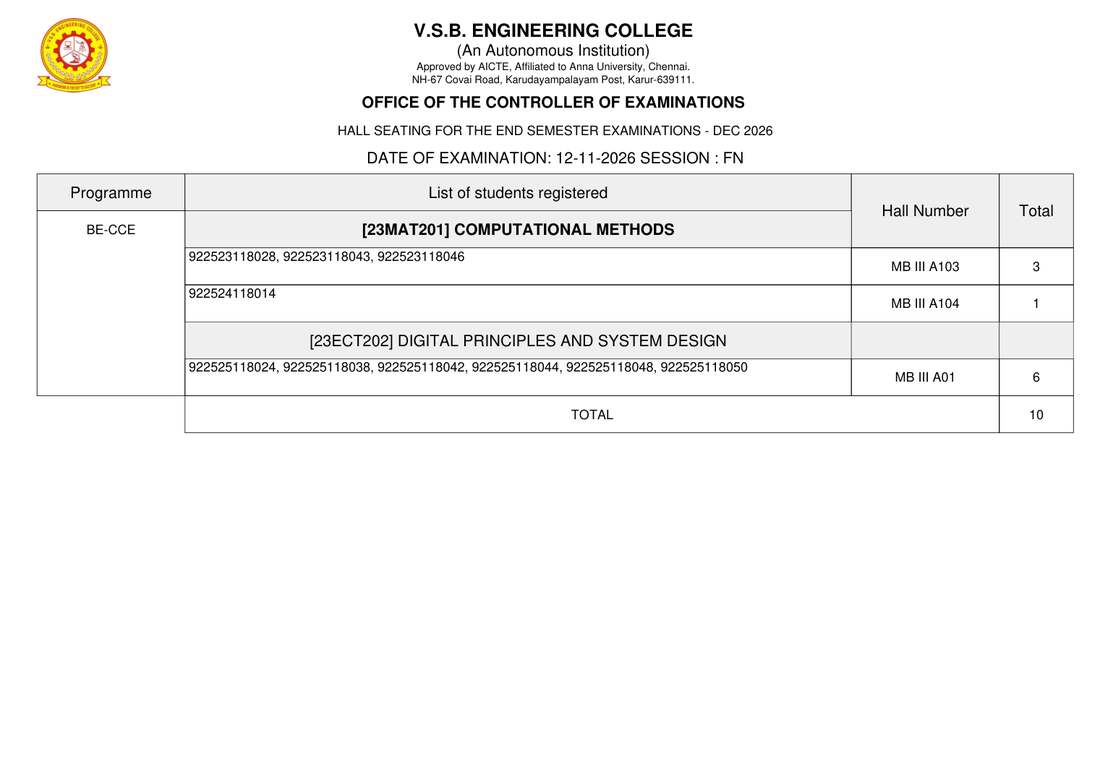 V.S.B. ENGINEERING COLLEGE
(An Autonomous Institution)
Approved by AICTE, Affiliated to Anna University, Chennai.
NH-67 Covai Road, Karudayampalayam Post, Karur-639111.
OFFICE OF THE CONTROLLER OF EXAMINATIONS
HALL SEATING FOR THE END SEMESTER EXAMINATIONS - DEC 2026
DATE OF EXAMINATION: 12-11-2026 SESSION : FN
Programme List of students registered Hall Number Total
BE-CCE [23MAT201] COMPUTATIONAL METHODS
922523118028, 922523118043, 922523118046 MB III A103 3
922524118014 MB III A104 1
[23ECT202] DIGITAL PRINCIPLES AND SYSTEM DESIGN
922525118024, 922525118038, 922525118042, 922525118044, 922525118048, 922525118050 MB III A01 6
TOTAL 10